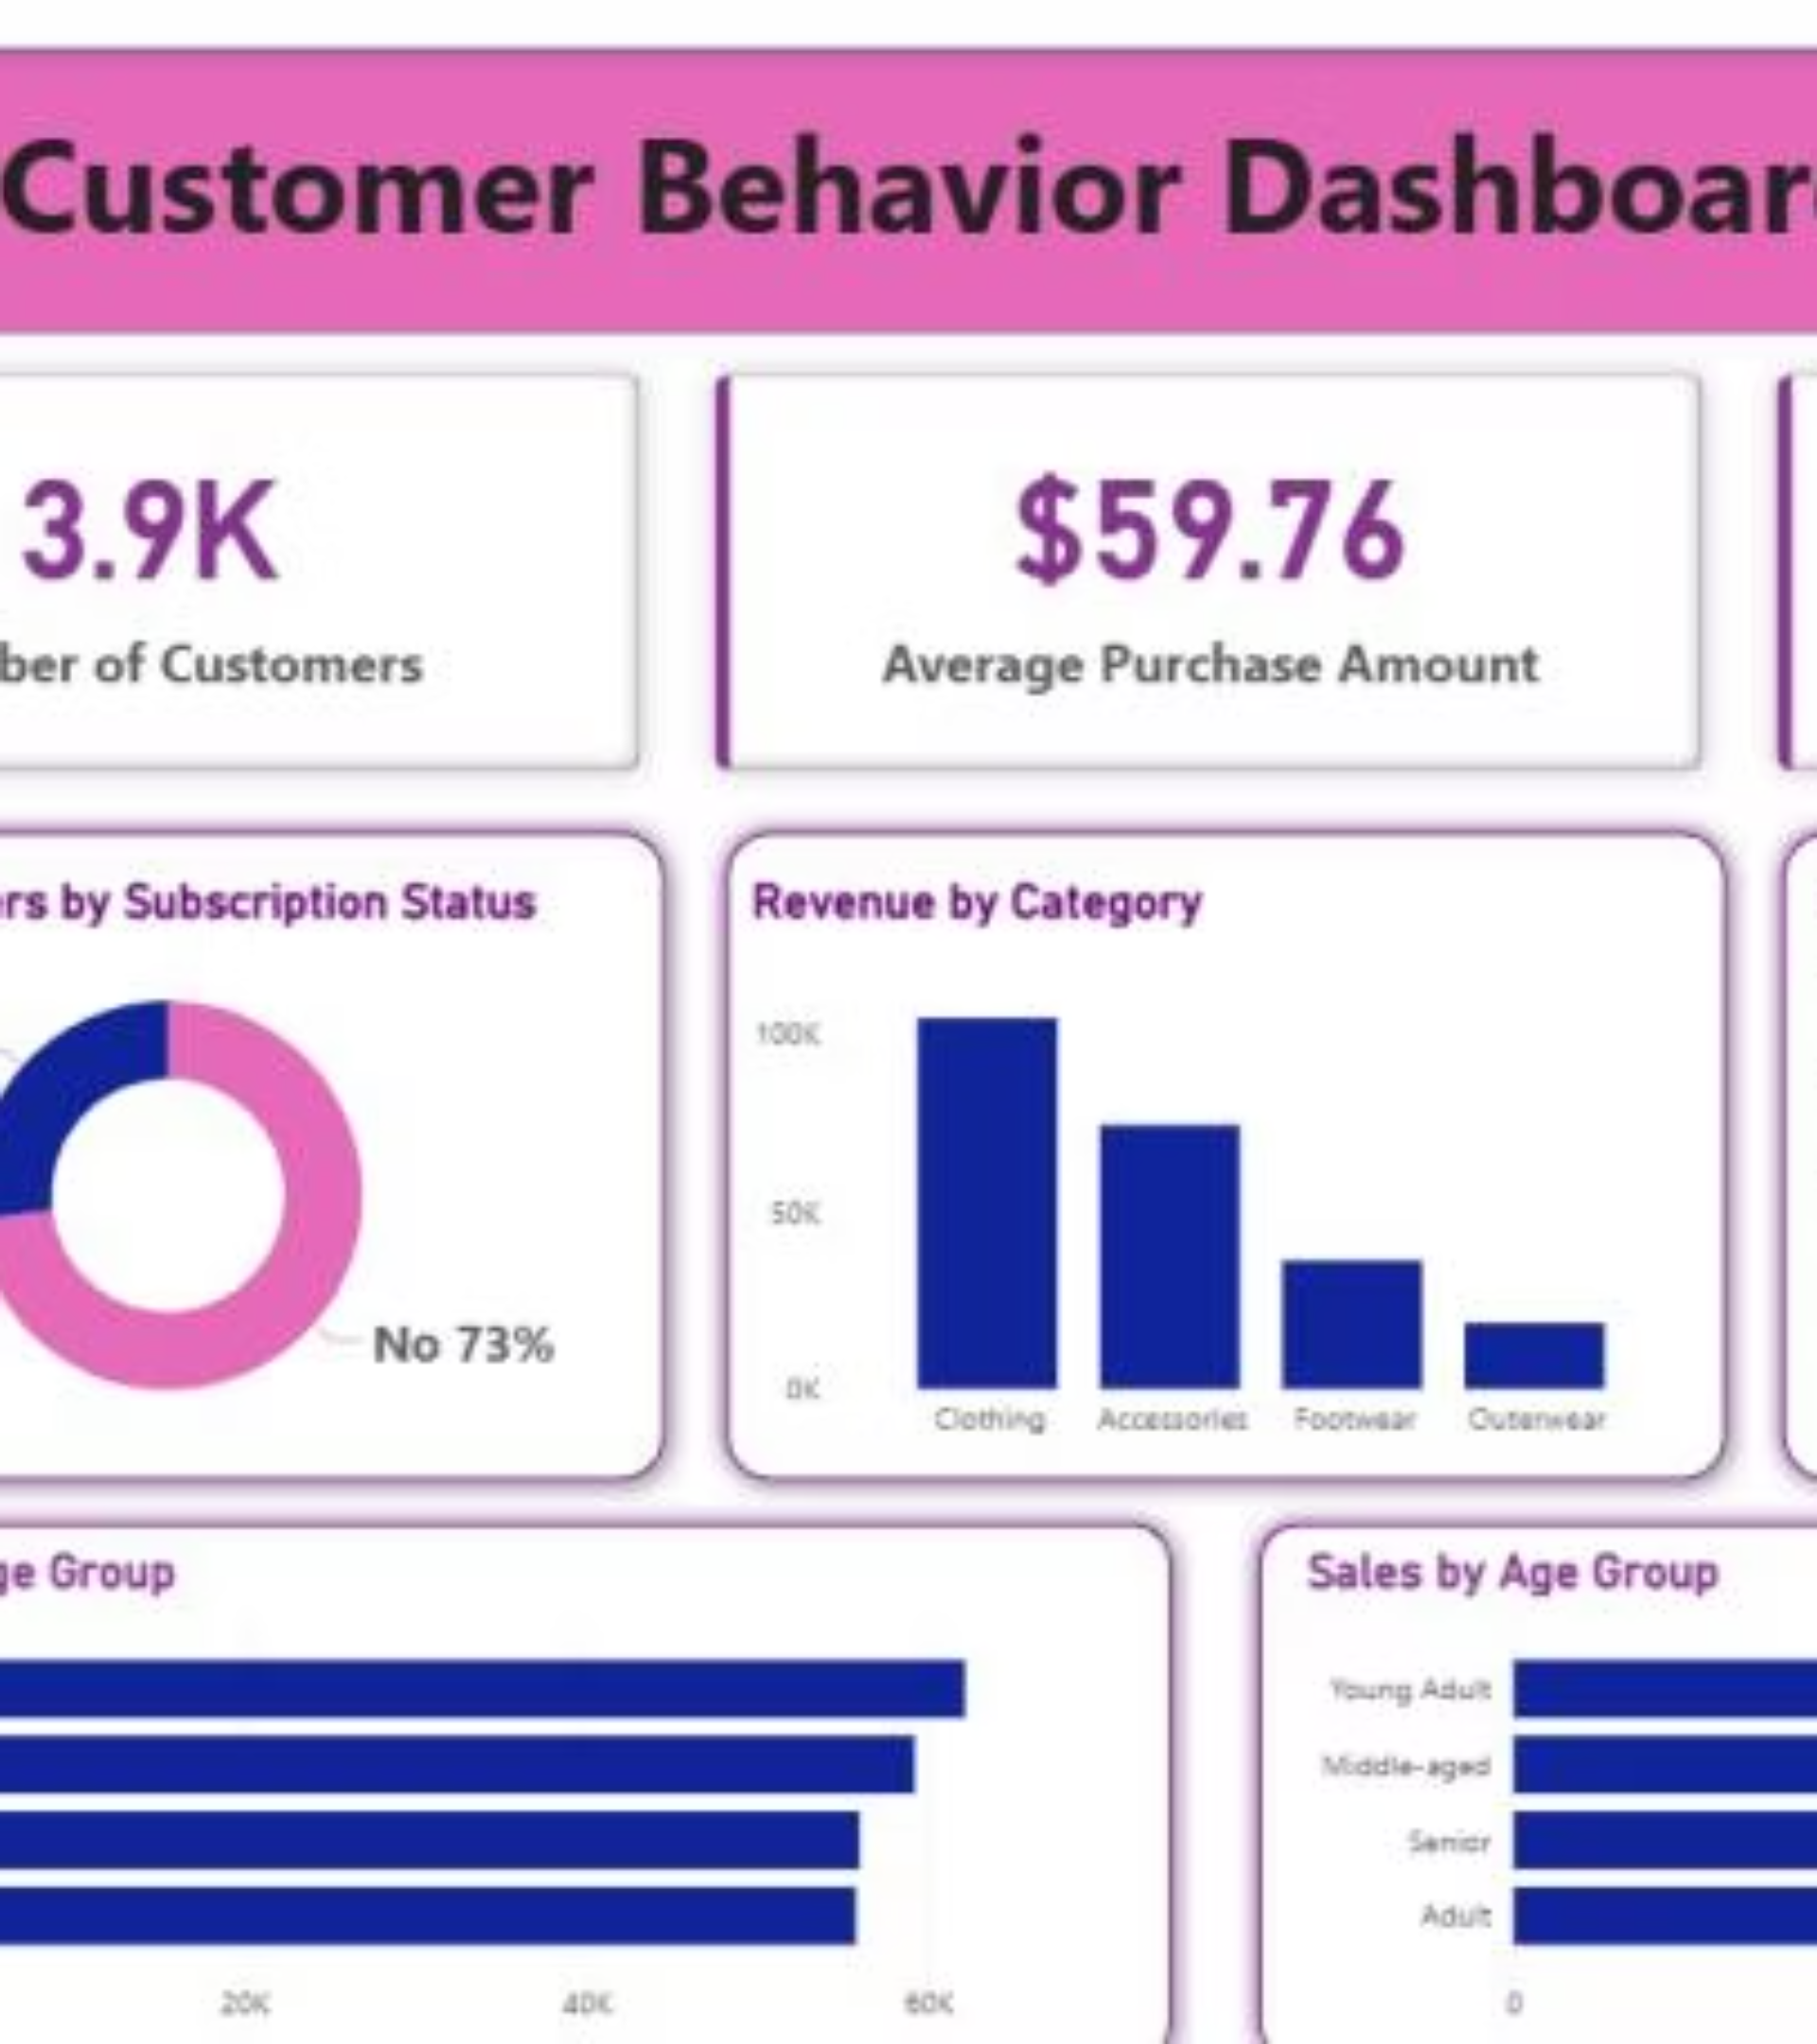 Customer Behavior Dashboar
3.9K
ber of Customers
$59.76
Average Purchase Amount
rs by Subscription Status
No 73%
Revenue by Category
100K
50K
0K
Clothing Accessories Footwear Outerwear
ge Group
20K 40K 60K
Sales by Age Group
Young Adult
Middle-aged
Senior
Adult
0